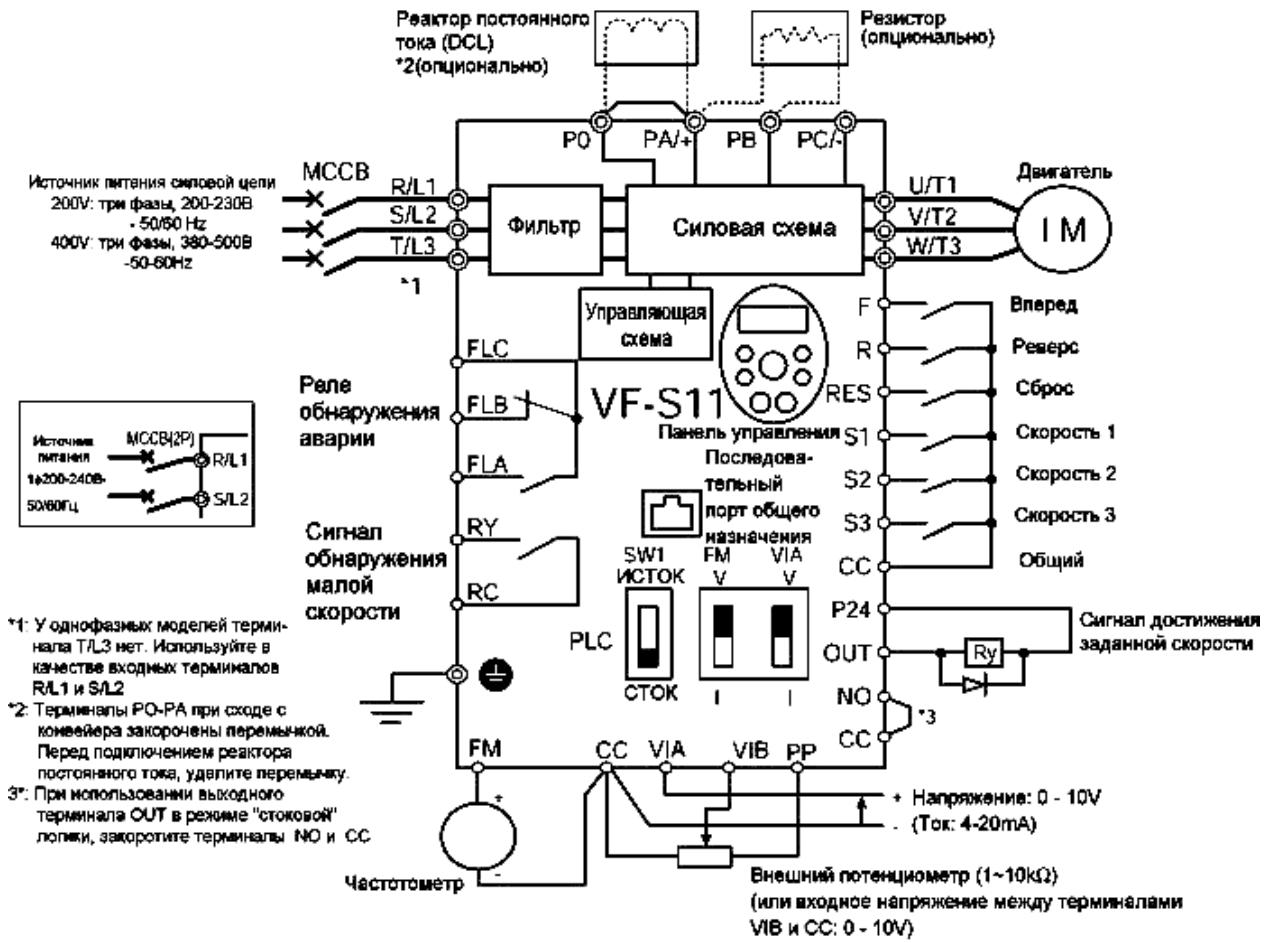 Реактор постоянного
тока (DCL)
*2(опционально)
Резистор
(опционально)
PO
PA/+
PB
PC/-
Источник питания силовой цепи
200V: три фазы, 200-230В
- 50/60 Hz
400V: три фазы, 380-500В
-50-60Hz
MCCB
R/L1
S/L2
T/L3
*1
Фильтр
Силовая схема
Управляющая
схема
U/T1
V/T2
W/T3
Двигатель
I M
F
Вперед
R
Реверс
RES
Сброс
S1
Скорость 1
S2
Скорость 2
S3
Скорость 3
CC
Общий
P24
OUT
Ry
Сигнал достижения
заданной скорости
NO
CC
*3
FLC
FLB
FLA
Реле
обнаружения
аварии
VF-S11
Панель управления
Последова-
тельный
порт общего
назначения
RY
RC
Сигнал
обнаружения
малой
скорости
SW1
ИСТОК
PLC
СТОК
FM
V
I
VIA
V
I
Источник
питания
1ф200-240В-
50/60Гц
MCCB(2P)
R/L1
S/L2
*1: У однофазных моделей терми-
нала T/L3 нет. Используйте в
качестве входных терминалов
R/L1 и S/L2
*2: Терминалы PO-PA при сходе с
конвейера закорочены перемычкой.
Перед подключением реактора
постоянного тока, удалите перемычку.
3*: При использовании выходного
терминала OUT в режиме "стоковой"
логики, закоротите терминалы NO и CC
FM
CC
VIA
VIB
PP
+
-
Частотометр
+ Напряжение: 0 - 10V
- (Ток: 4-20mA)
Внешний потенциометр (1~10kΩ)
(или входное напряжение между терминалами
VIB и CC: 0 - 10V)